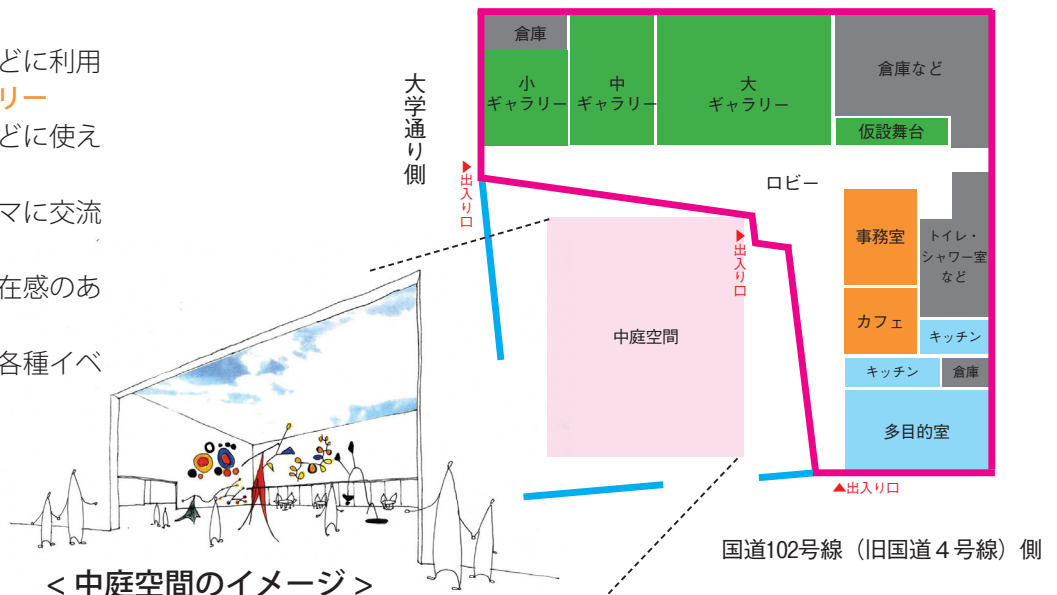 どに利用
リー
どに使え
マに交流
在感のあ
各種イベ
大学通り側
倉庫
小
ギャラリー
中
ギャラリー
大
ギャラリー
倉庫など
仮設舞台
▶出入り口
ロビー
▶出入り口
事務室
トイレ・
シャワー室
など
カフェ
キッチン
キッチン
倉庫
多目的室
中庭空間
▲出入り口
国道102号線（旧国道４号線）側
＜中庭空間のイメージ＞